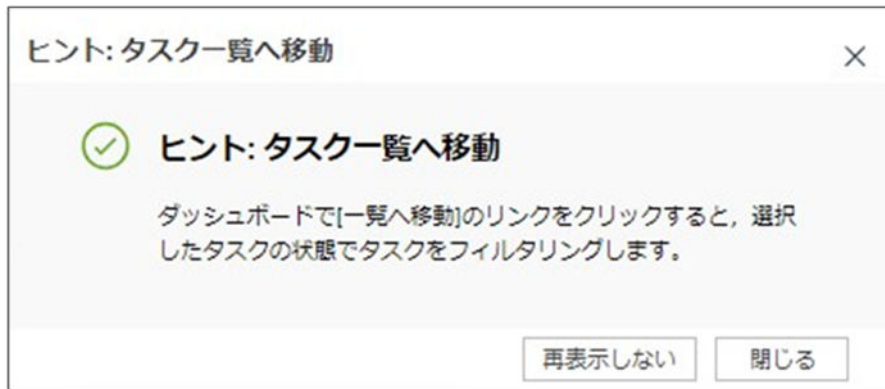 ヒント: タスク一覧へ移動
ヒント: タスク一覧へ移動
ダッシュボードで[一覧へ移動]のリンクをクリックすると，選択
したタスクの状態でタスクをフィルタリングします。
再表示しない
閉じる